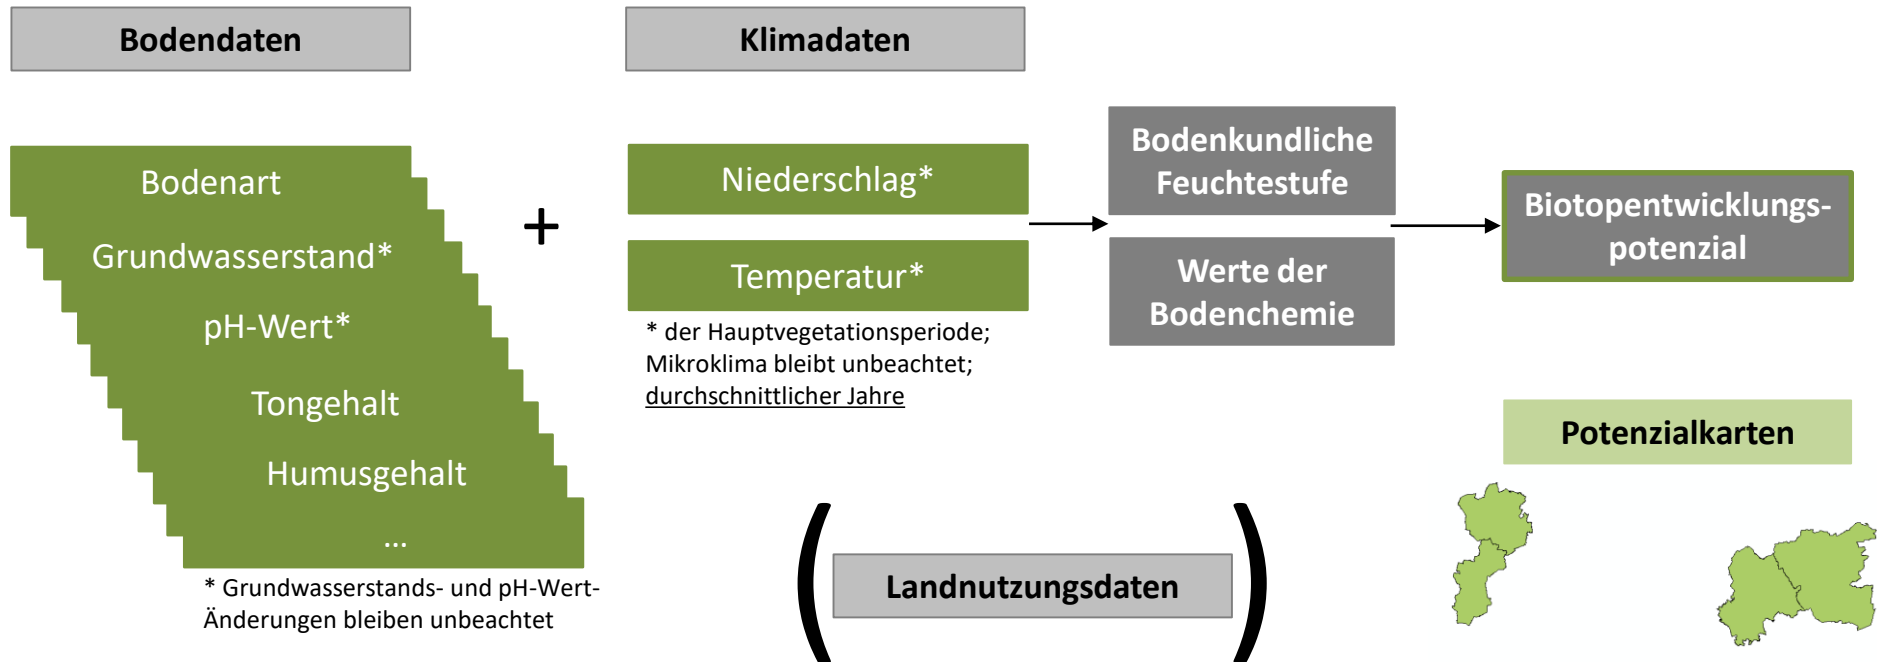 Bodendaten
Klimadaten
Bodenart
Grundwasserstand*
pH-Wert*
Tongehalt
Humusgehalt
...
* Grundwasserstands- und pH-Wert-
Änderungen bleiben unbeachtet
+
Niederschlag*
Temperatur*
* der Hauptvegetationsperiode;
Mikroklima bleibt unbeachtet;
durchschnittlicher Jahre
Bodenkundliche
Feuchtestufe
Werte der
Bodenchemie
Biotopentwicklungs-
potenzial
Potenzialkarten
( Landnutzungsdaten )